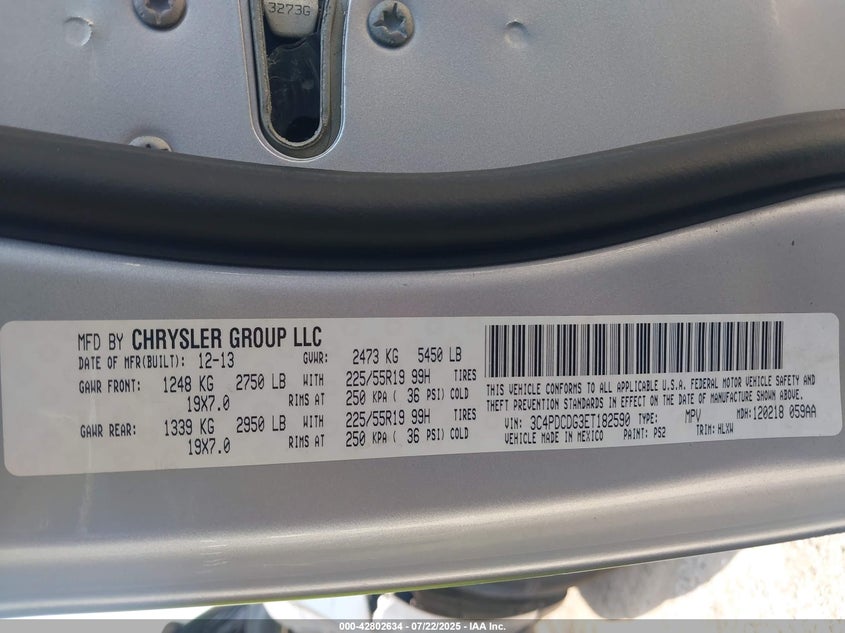 3273G
MFD BY CHRYSLER GROUP LLC
DATE OF MFR(BUILT): 12-13 GVWR: 2473 KG 5450 LB
GAWR FRONT: 1248 KG 2750 LB WITH 225/55R19 99H TIRES
19X7.0 RIMS AT 250 KPA ( 36 PSI) COLD
GAWR REAR: 1339 KG 2950 LB WITH 225/55R19 99H TIRES
19X7.0 RIMS AT 250 KPA ( 36 PSI) COLD
THIS VEHICLE CONFORMS TO ALL APPLICABLE U.S.A. FEDERAL MOTOR VEHICLE SAFETY AND
THEFT PREVENTION STANDARDS IN EFFECT ON THE DATE OF MANUFACTURE SHOWN ABOVE.
VIN: 3C4PDCDG3ET182590 TYPE: MPV MDH:120218 059AA
VEHICLE MADE IN MEXICO PAINT: PS2 TRIM: HLXW
000-42802634 - 07/22/2025 - IAA Inc.